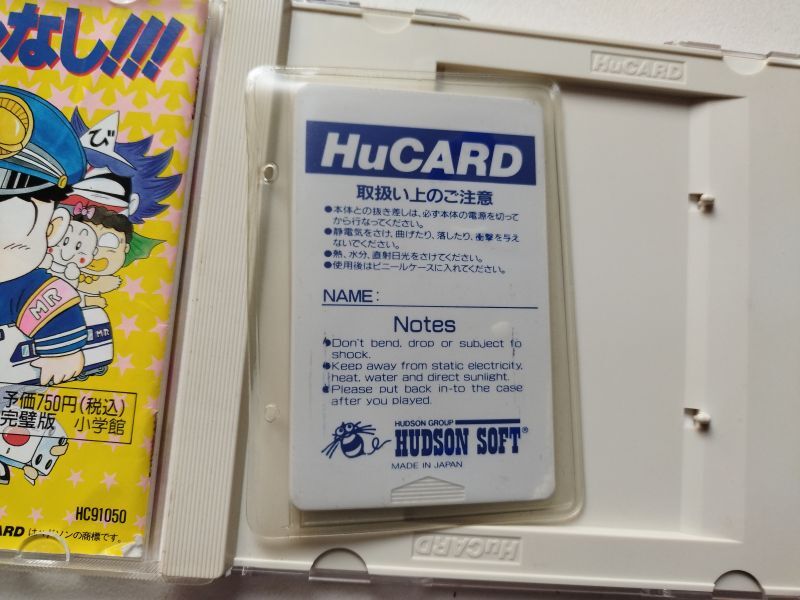 なし!!!
び
MR
MR
予価750円(税込)
完璧版 小学館
HC91050
ARD はハドソンの商標です。
HuCARD
HuCARD
取扱い上のご注意
●本体との抜き差しは、必ず本体の電源を切って
から行なってください。
●静電気をさけ、曲げたり、落したり、衝撃を与え
ないでください。
●熱、水分、直射日光をさけてください。
●使用後はビニールケースに入れてください。
NAME:
Notes
●Don't bend, drop or subject to
shock.
●Keep away from static electricity,
heat, water and direct sunlight.
●Please put back in-to the case
after you played.
HUDSON GROUP
HUDSON SOFT®
MADE IN JAPAN
HuCARD